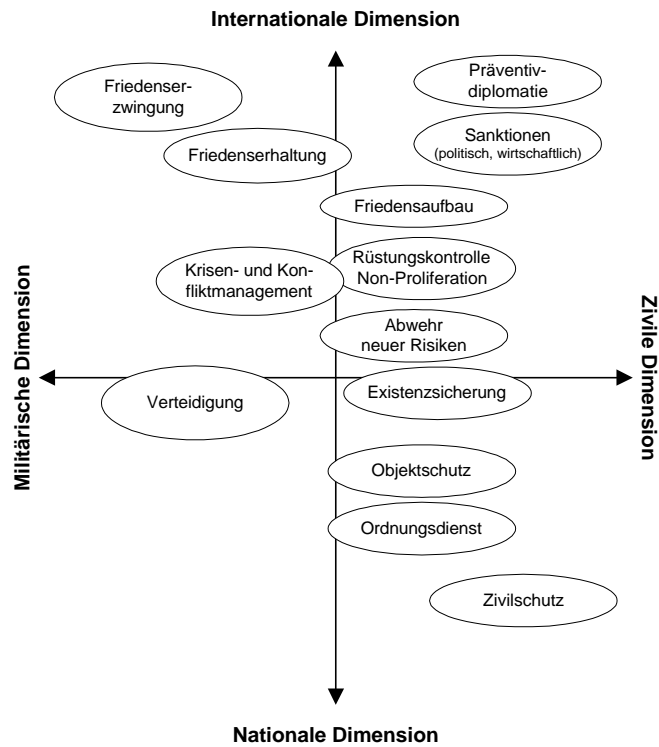 Internationale Dimension
Friedenser-
zwingung
Präventiv-
diplomatie
Sanktionen
(politisch, wirtschaftlich)
Friedenserhaltung
Friedensaufbau
Krisen- und Kon-
fliktmanagement
Rüstungskontrolle
Non-Proliferation
Abwehr
neuer Risiken
Militärische Dimension
Zivile Dimension
Verteidigung
Existenzsicherung
Objektschutz
Ordnungsdienst
Zivilschutz
Nationale Dimension